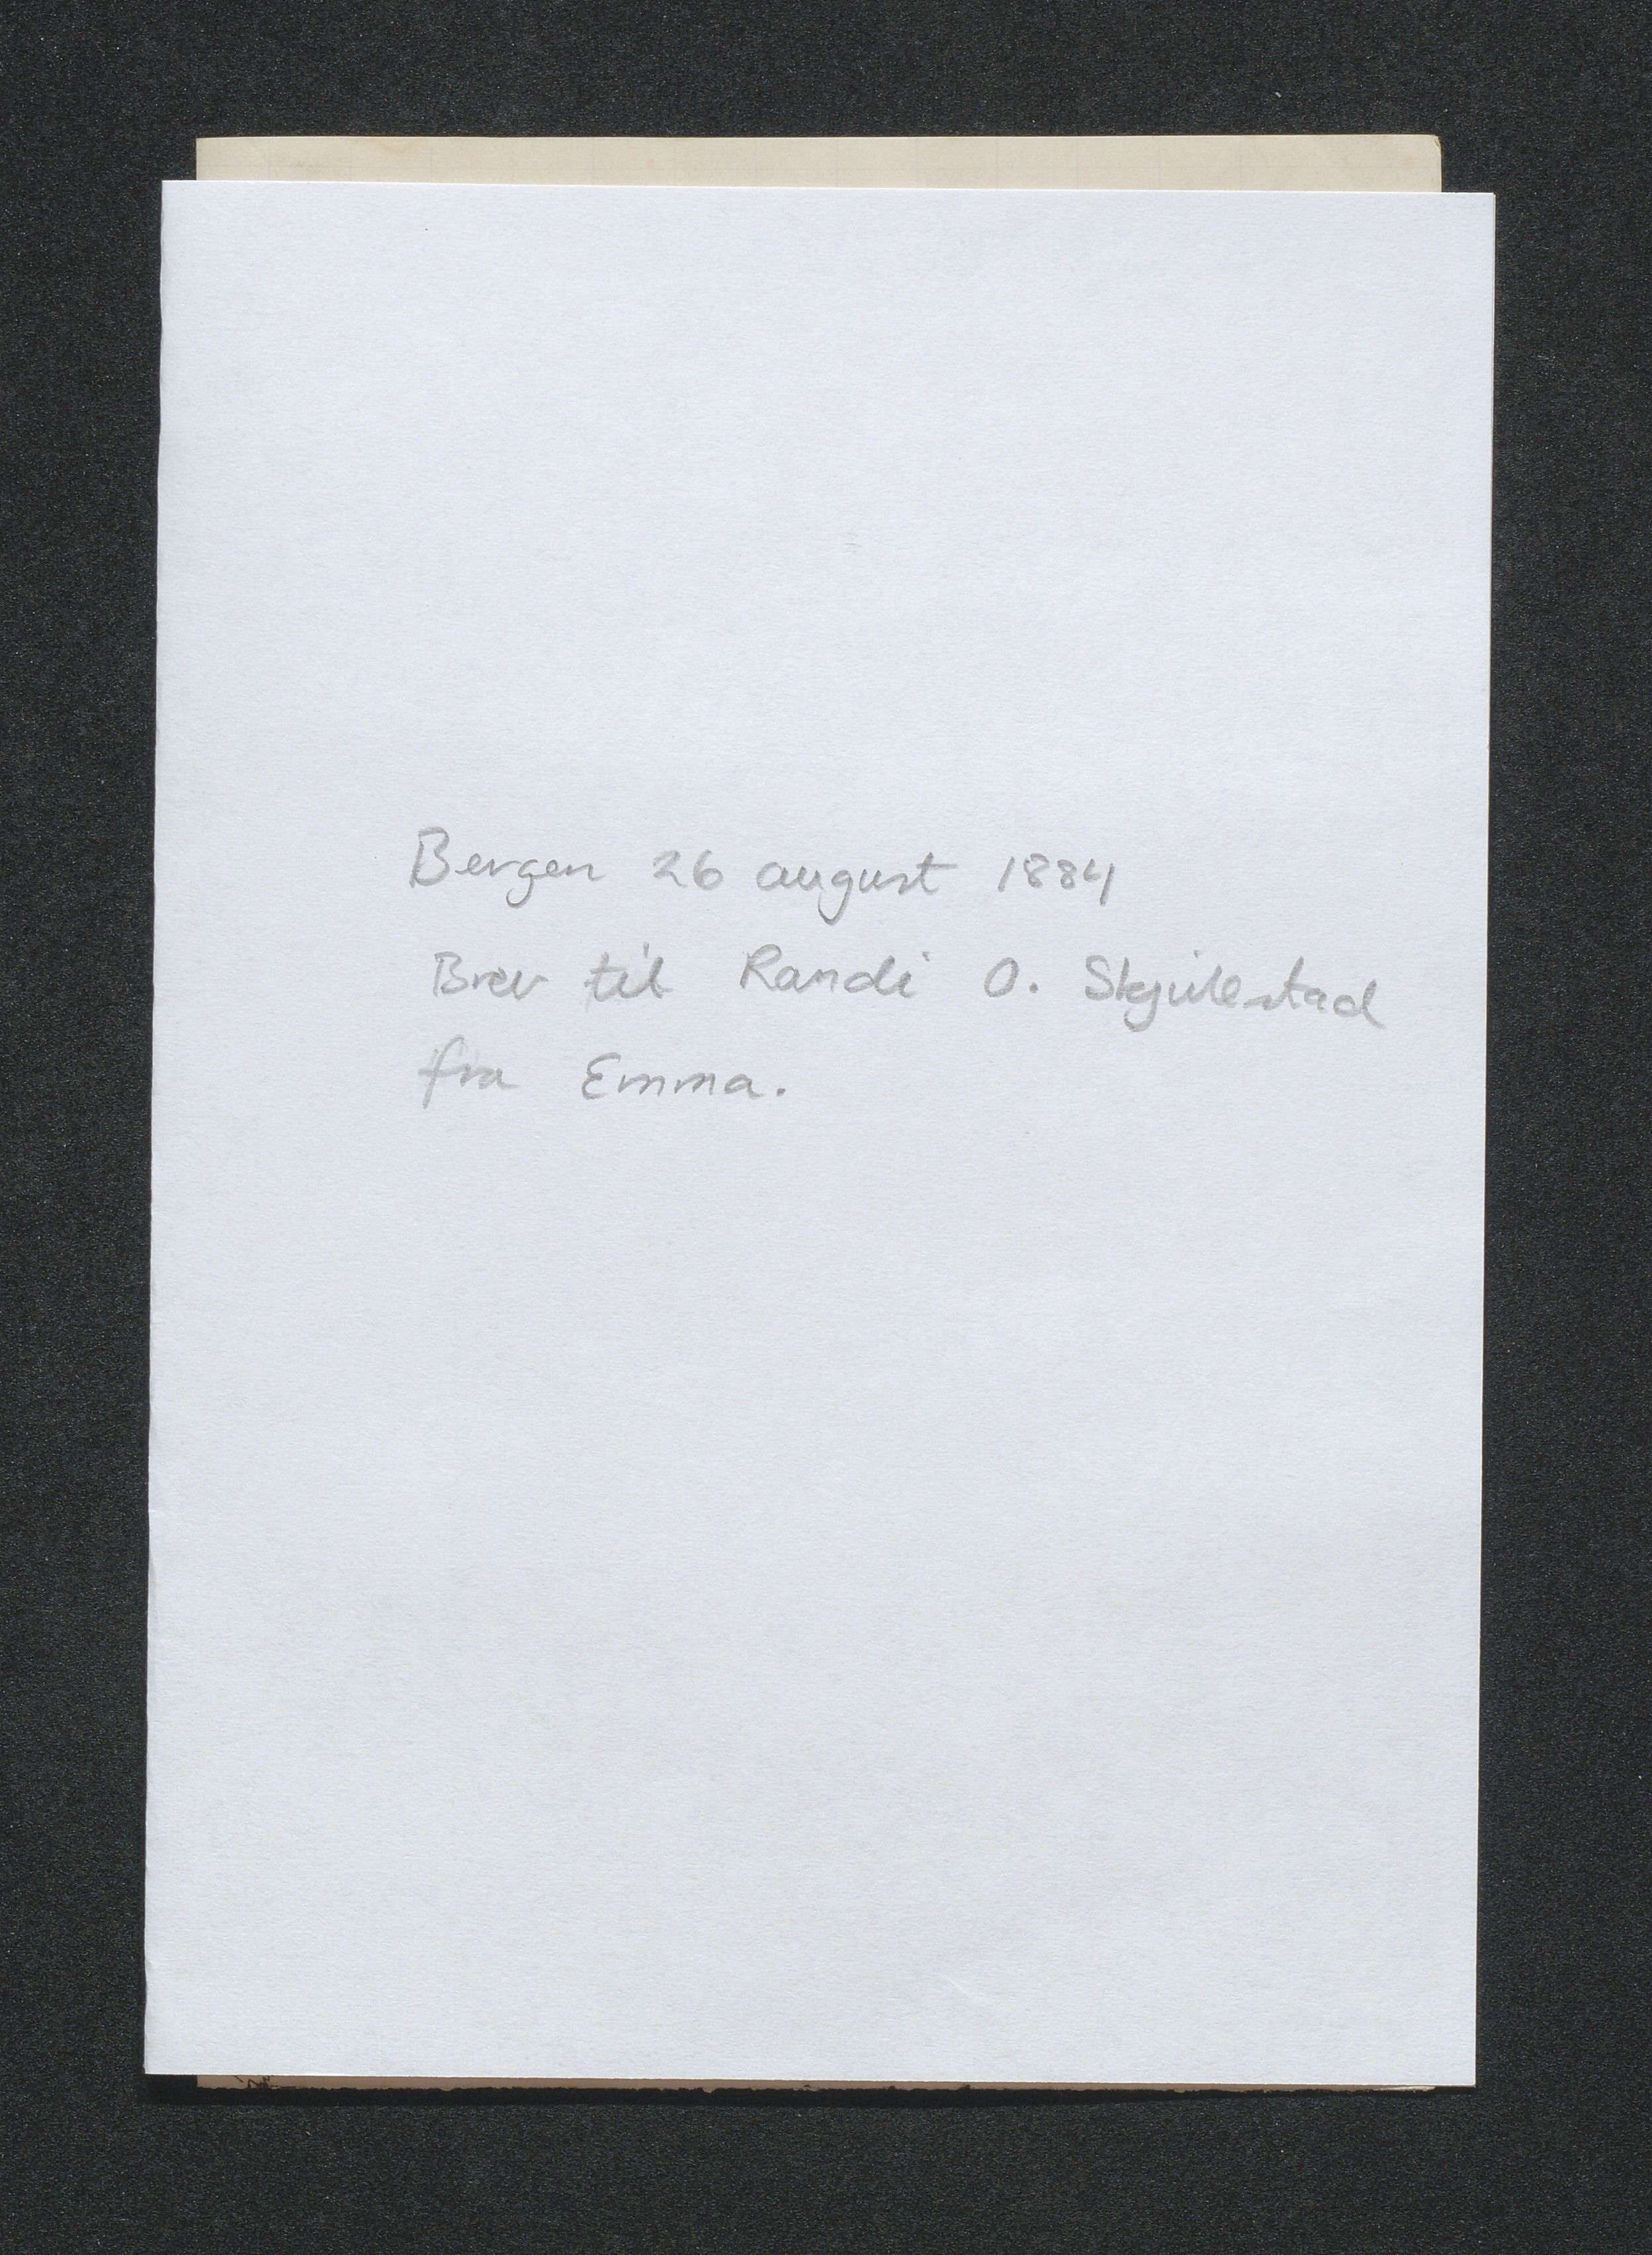 Bergen 26 august 1884
Brev til Randi O. Skjulestad
fra Emma.